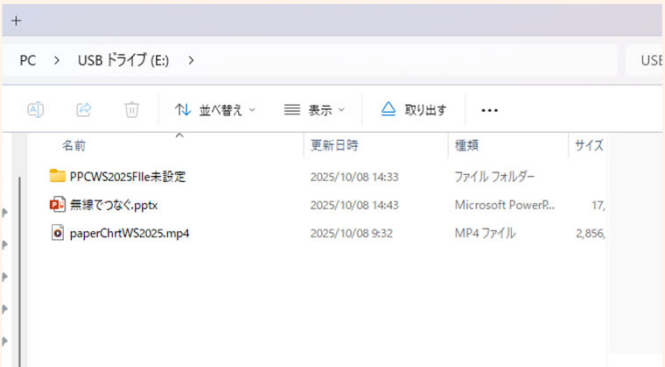 PC > USB ドライブ (E:) > USE
並べ替え 表示 取り出す ...
名前 更新日時 種類 サイズ
PPCWS2025FIle未設定 2025/10/08 14:33 ファイル フォルダー
無線でつなぐ.pptx 2025/10/08 14:43 Microsoft PowerP... 17,
paperChrtWS2025.mp4 2025/10/08 9:32 MP4 ファイル 2,856,